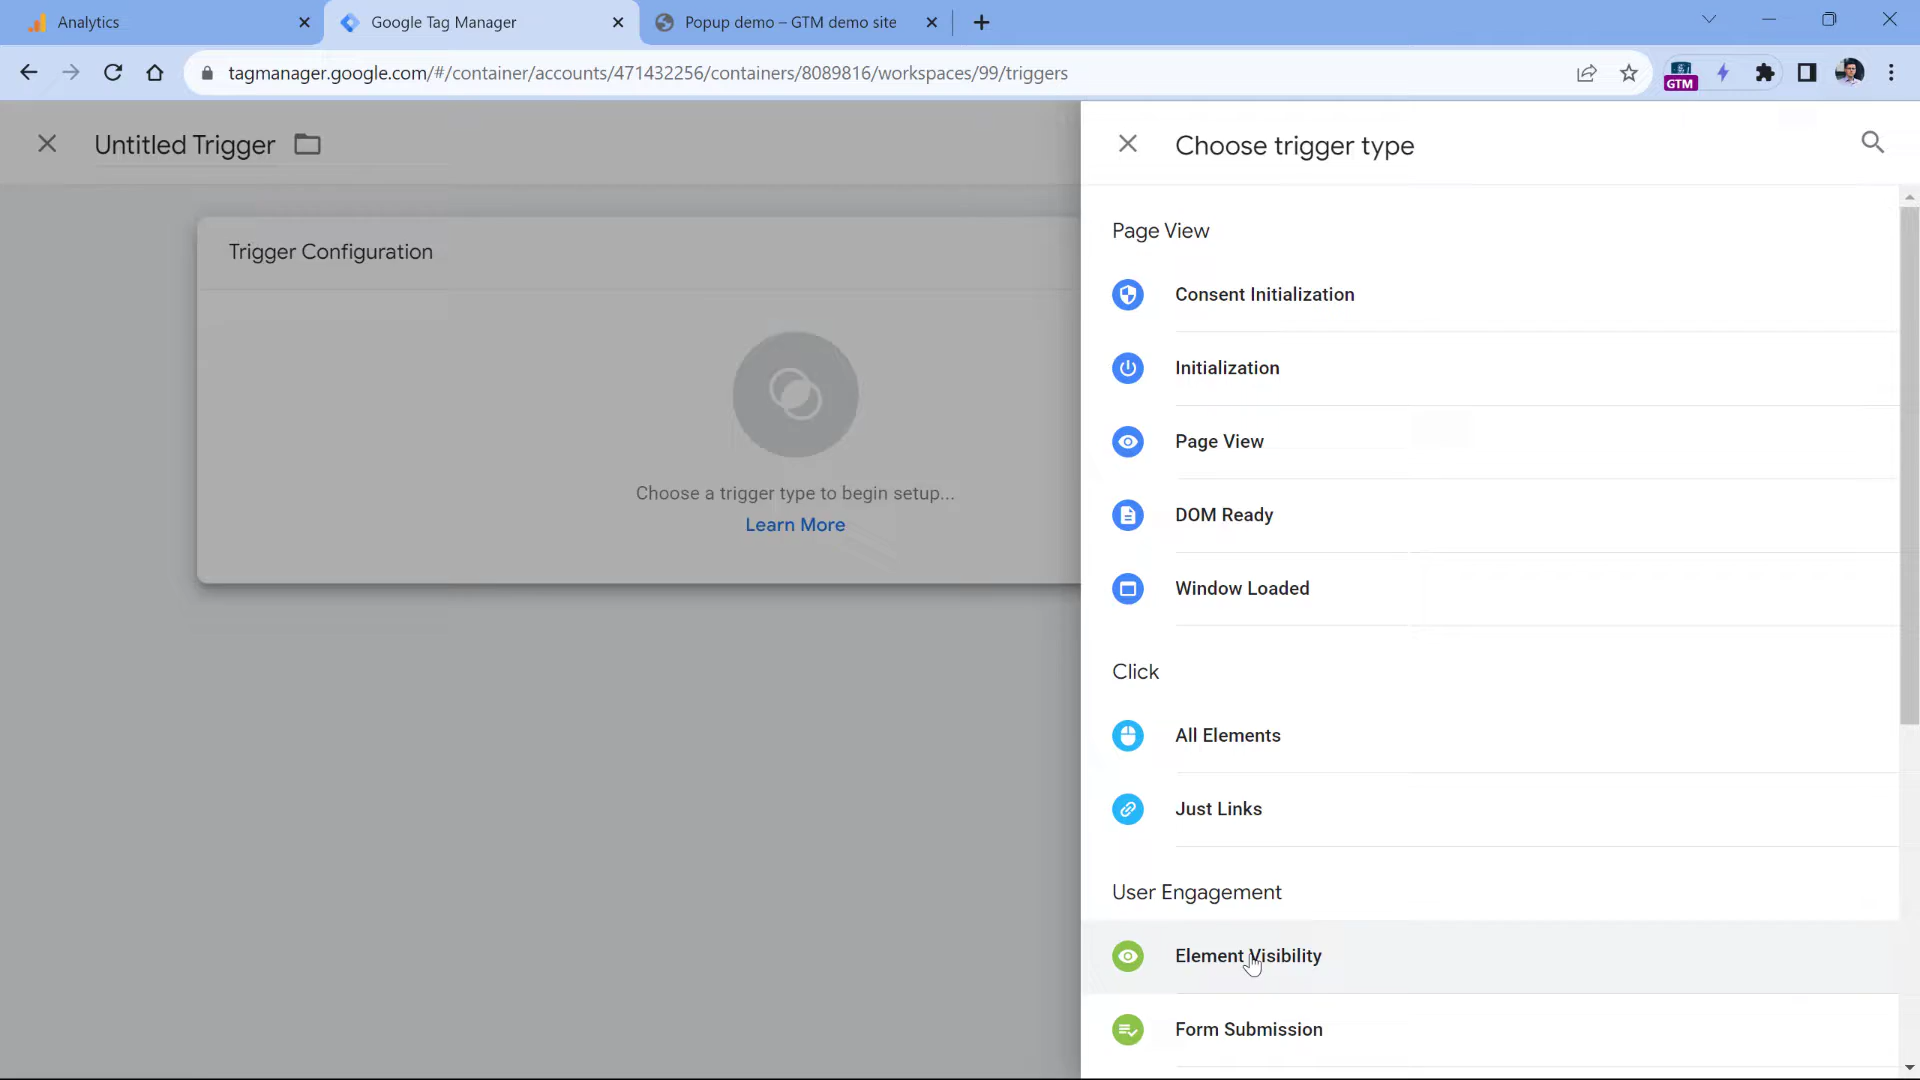 Analytics
Google Tag Manager
Popup demo – GTM demo site
tagmanager.google.com/#/container/accounts/471432256/containers/8089816/workspaces/99/triggers
GTM
Untitled Trigger
Choose trigger type
Trigger Configuration
Choose a trigger type to begin setup...
Learn More
Page View
Consent Initialization
Initialization
Page View
DOM Ready
Window Loaded
Click
All Elements
Just Links
User Engagement
Element Visibility
Form Submission